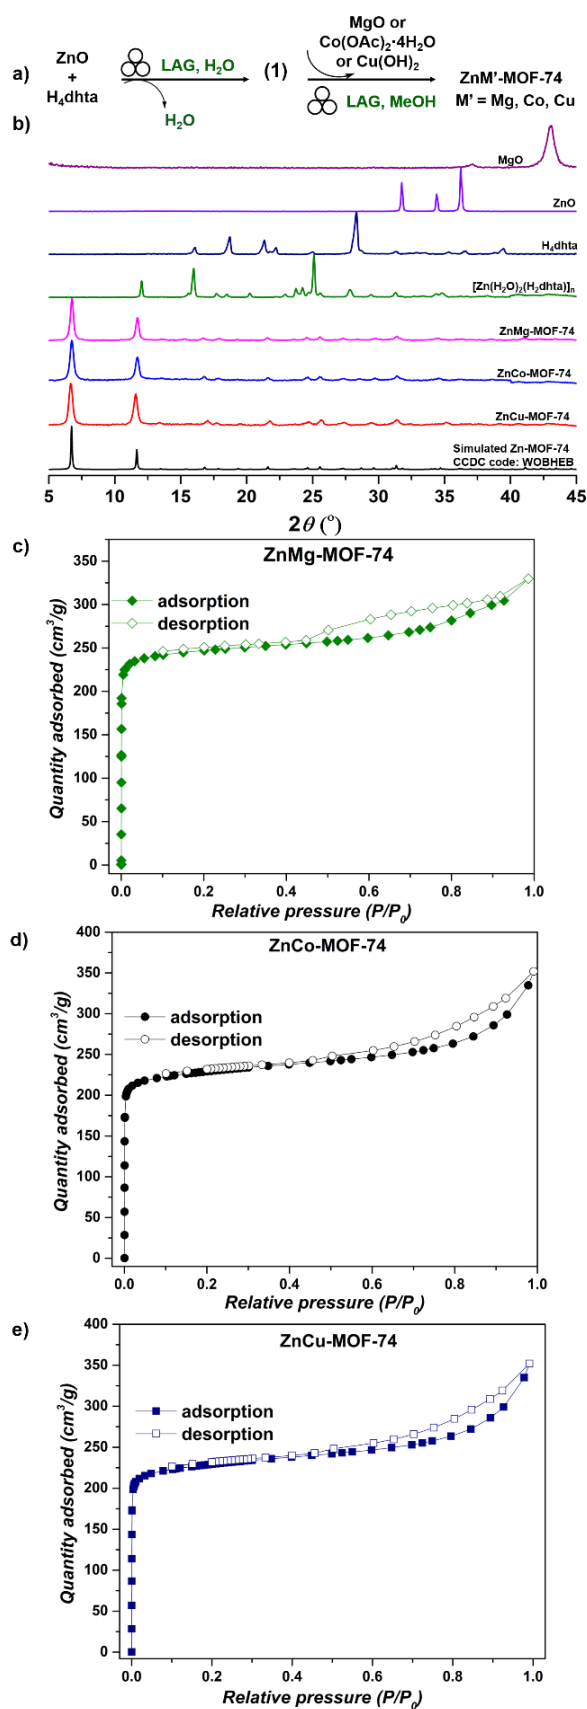 a)
ZnO
+
H₄dhta
LAG, H₂O
H₂O
(1)
MgO or
Co(OAc)₂·4H₂O
or Cu(OH)₂
LAG, MeOH
ZnM'-MOF-74
M' = Mg, Co, Cu
b)
MgO
ZnO
H₄dhta
[Zn(H₂O)₂(H₂dhta)]ₙ
ZnMg-MOF-74
ZnCo-MOF-74
ZnCu-MOF-74
Simulated Zn-MOF-74
CCDC code: WOBHEB
5 10 15 20 25 30 35 40 45
2θ (°)
c)
ZnMg-MOF-74
adsorption
desorption
Quantity adsorbed (cm³/g)
350
300
250
200
150
100
50
0
0.0 0.2 0.4 0.6 0.8 1.0
Relative pressure (P/P₀)
d)
ZnCo-MOF-74
adsorption
desorption
Quantity adsorbed (cm³/g)
400
350
300
250
200
150
100
50
0
0.0 0.2 0.4 0.6 0.8 1.0
Relative pressure (P/P₀)
e)
ZnCu-MOF-74
adsorption
desorption
Quantity adsorbed (cm³/g)
400
350
300
250
200
150
100
50
0
0.0 0.2 0.4 0.6 0.8 1.0
Relative pressure (P/P₀)